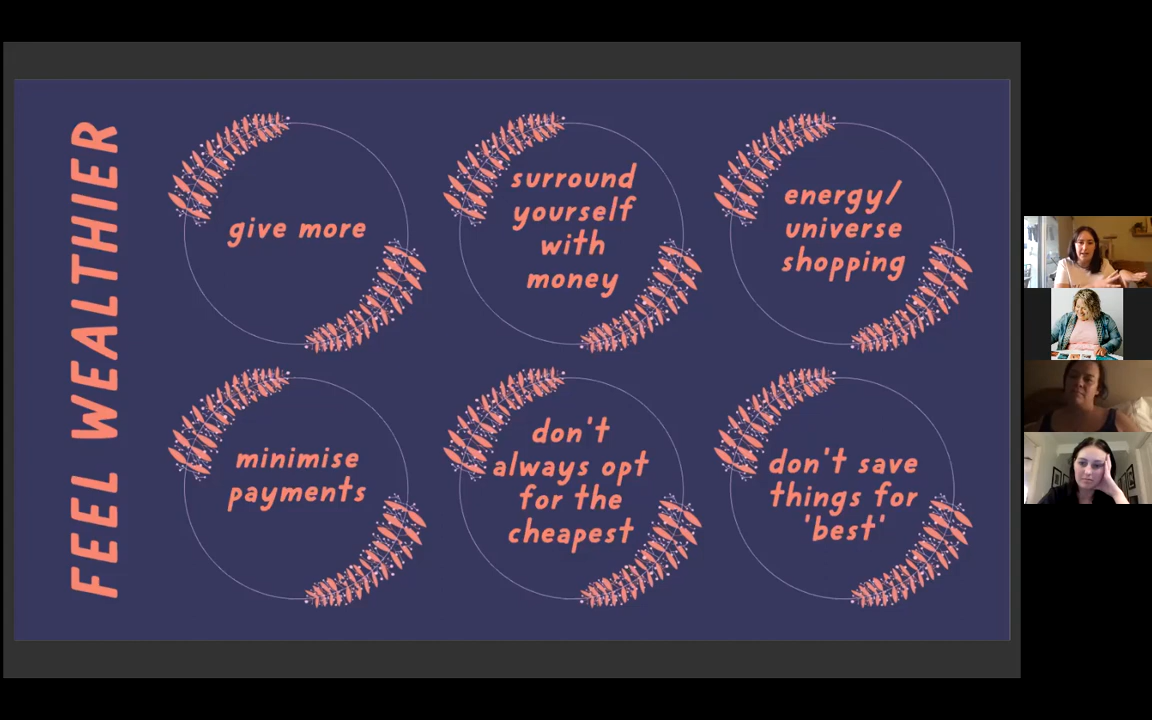 FEEL WEALTHIER
give more
surround
yourself
with
money
energy/
universe
shopping
minimise
payments
don't
always opt
for the
cheapest
don't save
things for
'best'